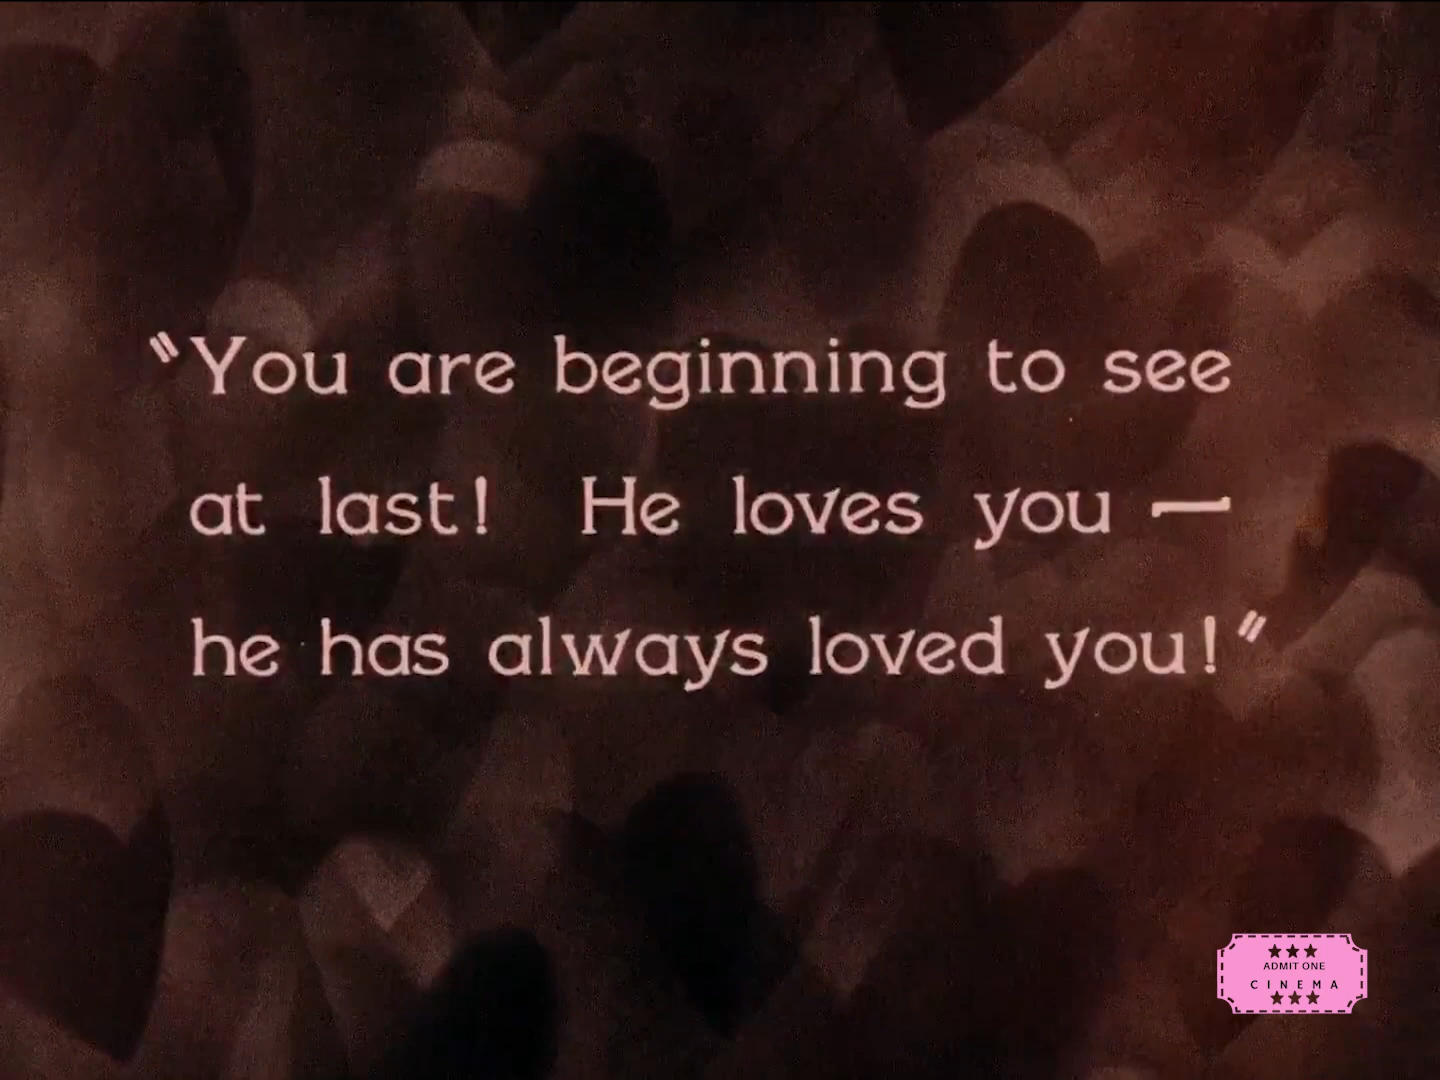 "You are beginning to see
at last! He loves you —
he has always loved you!"
ADMIT ONE
CINEMA